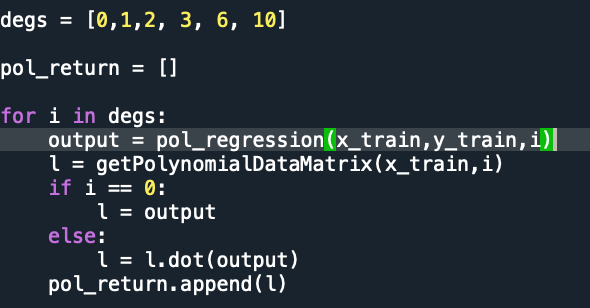 degs = [0,1,2, 3, 6, 10]
pol_return = []
for i in degs:
    output = pol_regression(x_train,y_train,i)
    l = getPolynomialDataMatrix(x_train,i)
    if i == 0:
        l = output
    else:
        l = l.dot(output)
    pol_return.append(l)